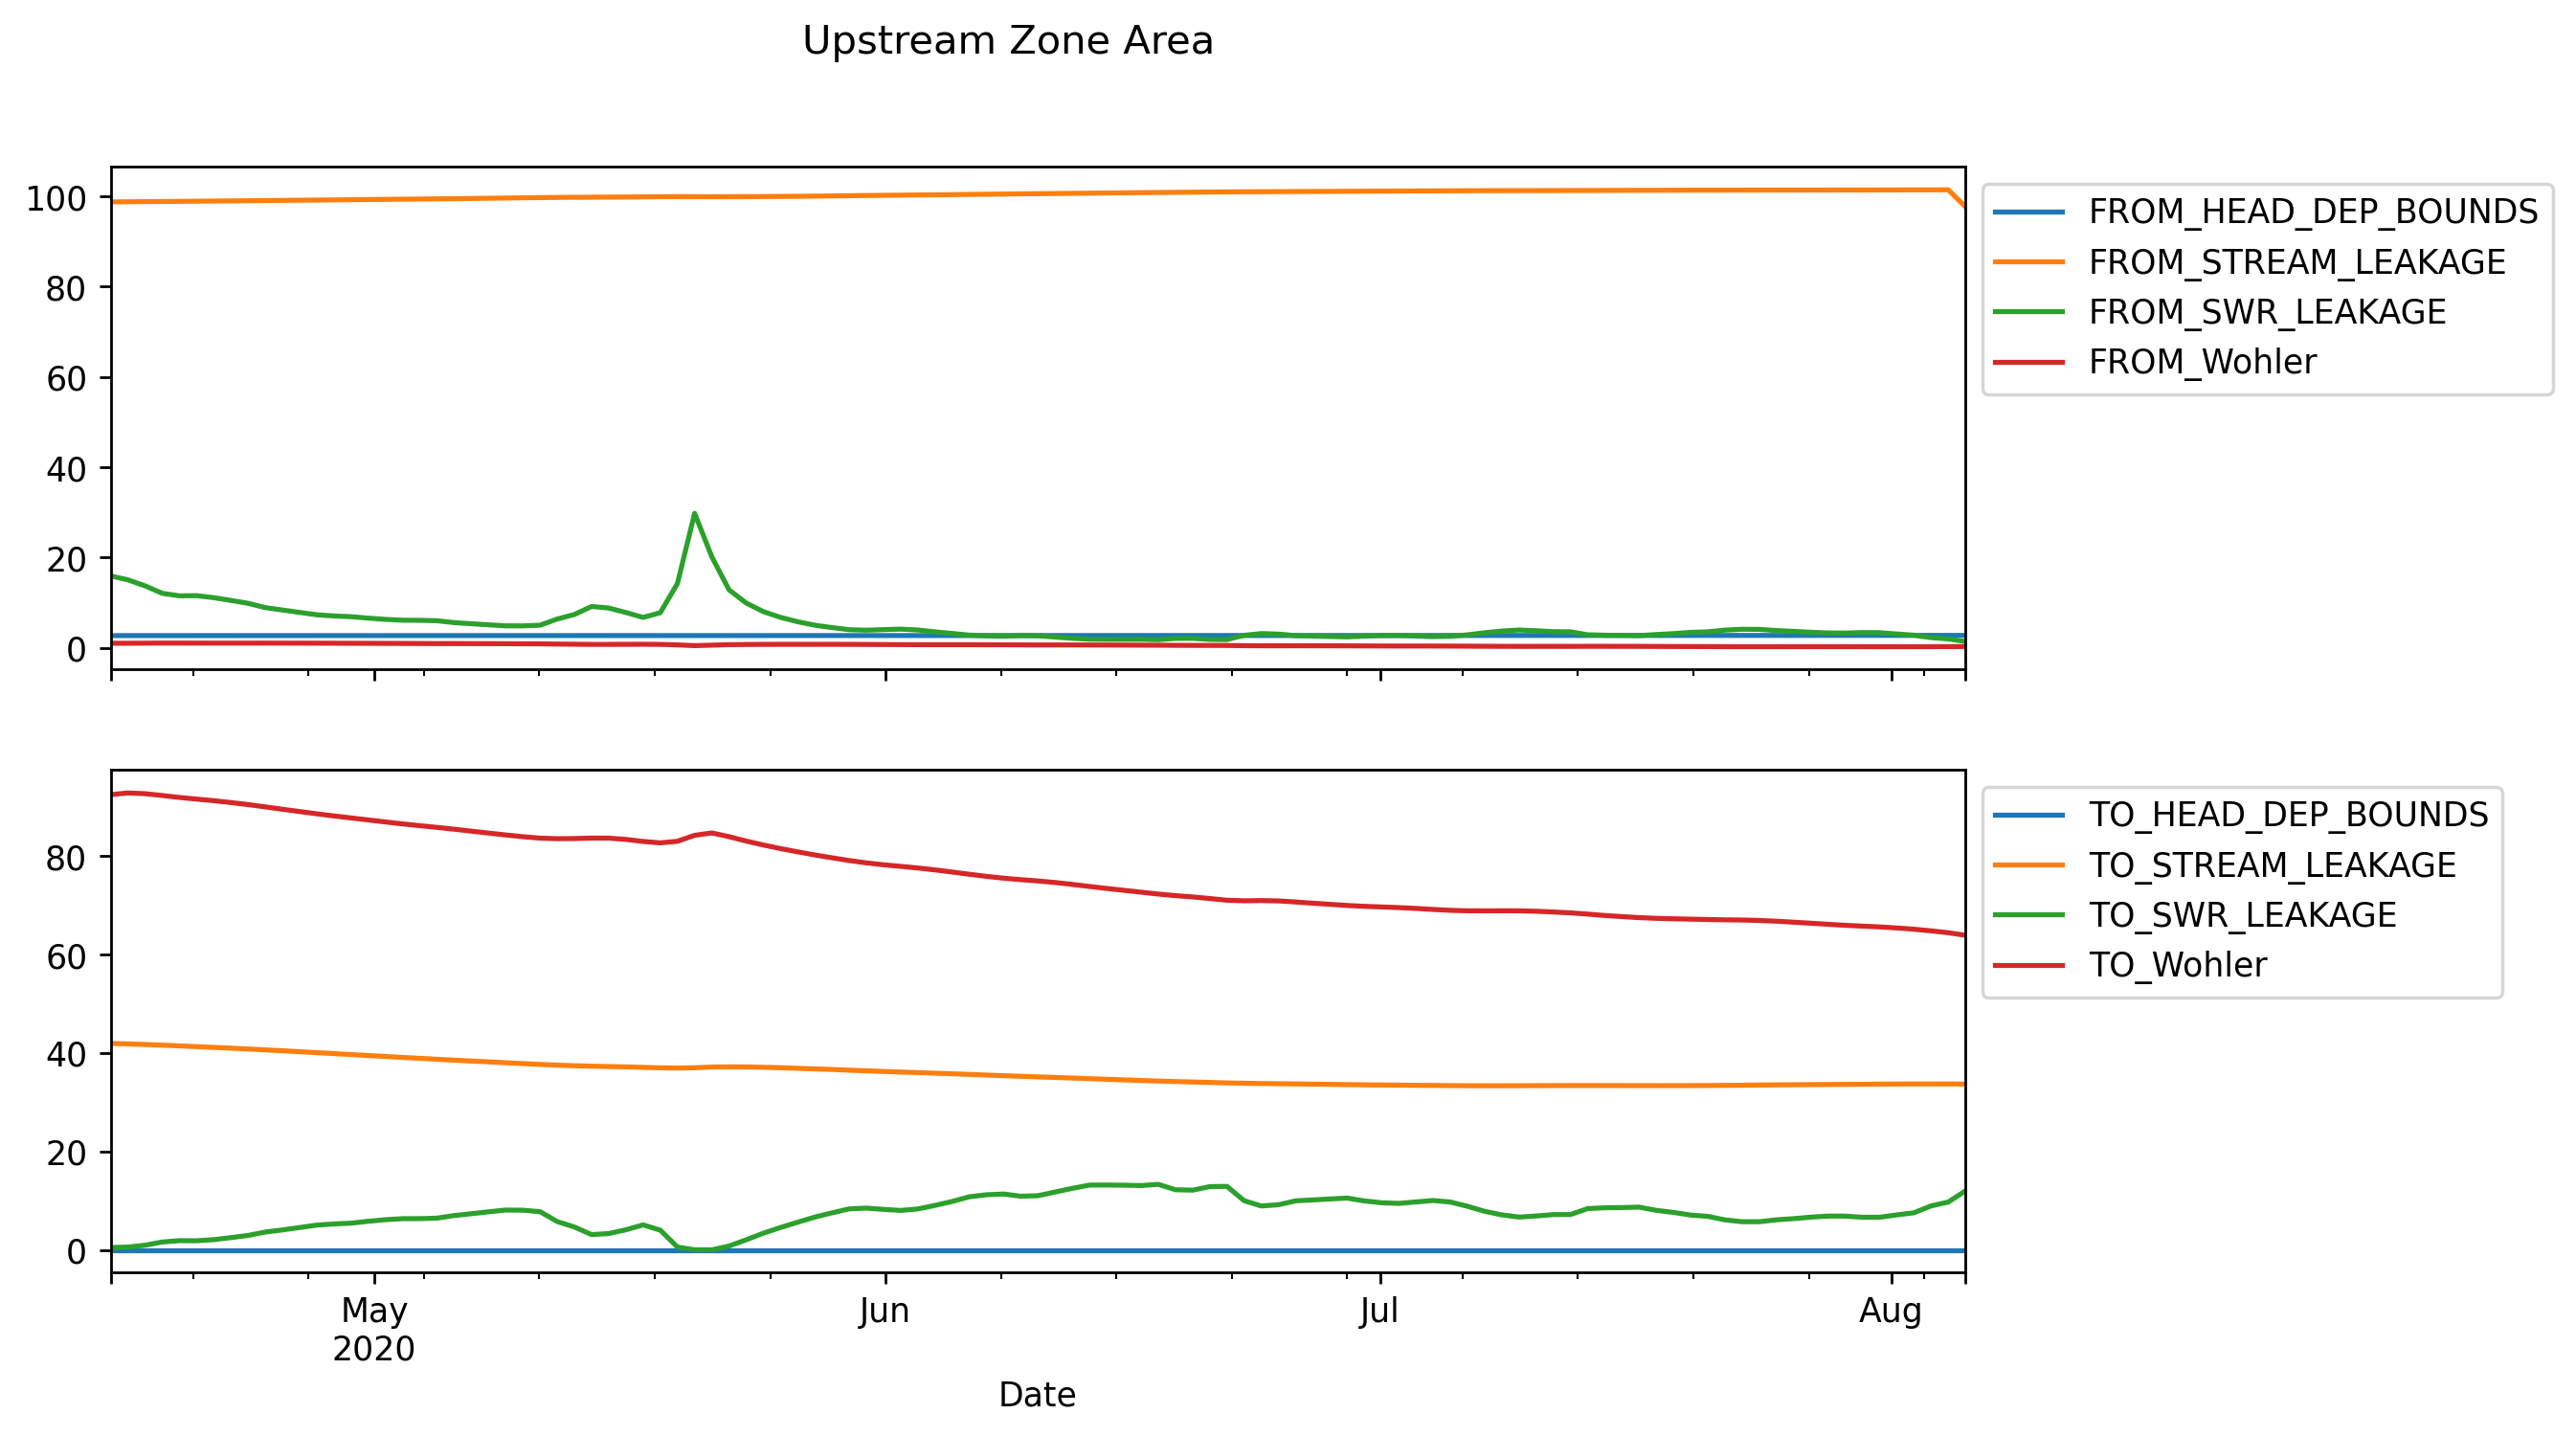 Upstream Zone Area
100
80
60
40
20
0
FROM_HEAD_DEP_BOUNDS
FROM_STREAM_LEAKAGE
FROM_SWR_LEAKAGE
FROM_Wohler
80
60
40
20
0
TO_HEAD_DEP_BOUNDS
TO_STREAM_LEAKAGE
TO_SWR_LEAKAGE
TO_Wohler
May Jun Jul Aug
2020
Date